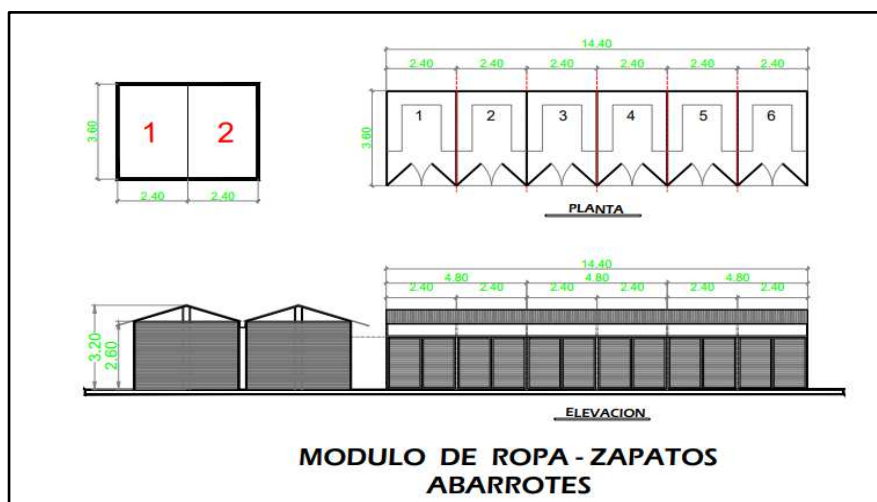 14.40
2.40 2.40 2.40 2.40 2.40 2.40
3.60
1 2
2.40 2.40
3.60
1 2 3 4 5 6
PLANTA
14.40
4.80 4.80 4.80
2.40 2.40 2.40 2.40 2.40 2.40
3.20
2.60
ELEVACION
MODULO DE ROPA - ZAPATOS
ABARROTES